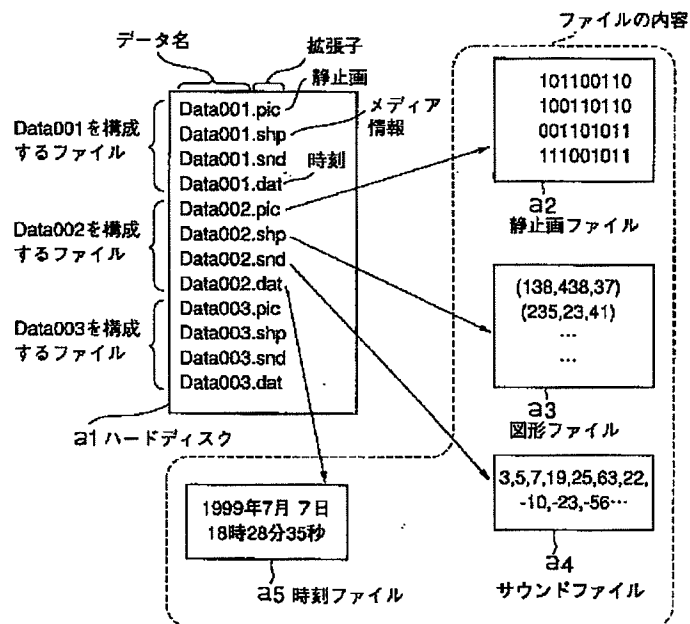 ファイルの内容
データ名
拡張子
静止画
メディア
情報
時刻
Data001を構成
するファイル
Data002を構成
するファイル
Data003を構成
するファイル
Data001.pic
Data001.shp
Data001.snd
Data001.dat
Data002.pic
Data002.shp
Data002.snd
Data002.dat
Data003.pic
Data003.shp
Data003.snd
Data003.dat
a1 ハードディスク
101100110
100110110
001101011
111001011
a2
静止画ファイル
(138,438,37)
(235,23,41)
…
…
a3
図形ファイル
3,5,7,19,25,63,22,
-10,-23,-56…
a4
サウンドファイル
1999年7月 7日
18時28分35秒
a5 時刻ファイル